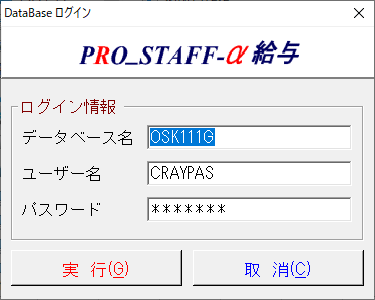 DataBase ログイン
PRO_STAFF-α 給与
ログイン情報
データベース名 OSK111G
ユーザー名 CRAYPAS
パスワード *******
実 行(G) 取 消(C)